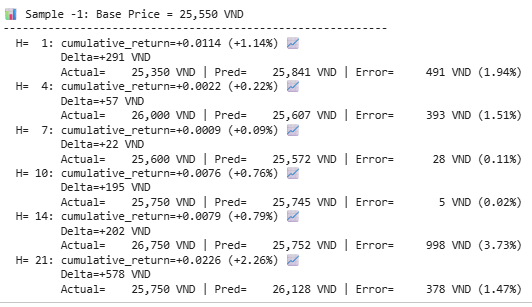 📊 Sample -1: Base Price = 25,550 VND
------------------------------------------------------------
H=  1: cumulative_return=+0.0114 (+1.14%) 📈
Delta=+291 VND
Actual=    25,350 VND | Pred=    25,841 VND | Error=     491 VND (1.94%)
H=  4: cumulative_return=+0.0022 (+0.22%) 📈
Delta=+57 VND
Actual=    26,000 VND | Pred=    25,607 VND | Error=     393 VND (1.51%)
H=  7: cumulative_return=+0.0009 (+0.09%) 📈
Delta=+22 VND
Actual=    25,600 VND | Pred=    25,572 VND | Error=      28 VND (0.11%)
H= 10: cumulative_return=+0.0076 (+0.76%) 📈
Delta=+195 VND
Actual=    25,750 VND | Pred=    25,745 VND | Error=       5 VND (0.02%)
H= 14: cumulative_return=+0.0079 (+0.79%) 📈
Delta=+202 VND
Actual=    26,750 VND | Pred=    25,752 VND | Error=     998 VND (3.73%)
H= 21: cumulative_return=+0.0226 (+2.26%) 📈
Delta=+578 VND
Actual=    25,750 VND | Pred=    26,128 VND | Error=     378 VND (1.47%)